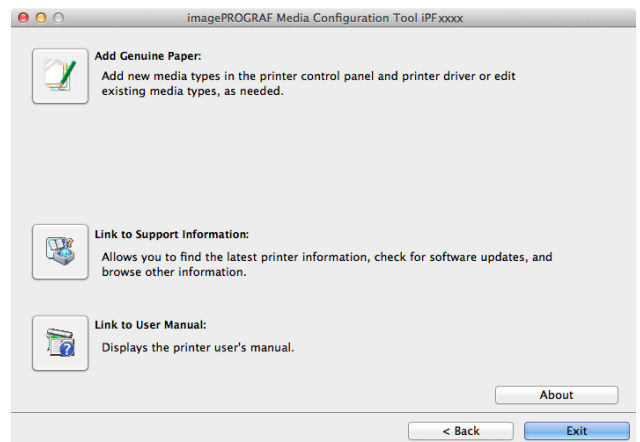 imagePROGRAF Media Configuration Tool iPFxxxx
Add Genuine Paper:
Add new media types in the printer control panel and printer driver or edit
existing media types, as needed.
Link to Support Information:
Allows you to find the latest printer information, check for software updates, and
browse other information.
Link to User Manual:
Displays the printer user's manual.
About
< Back
Exit